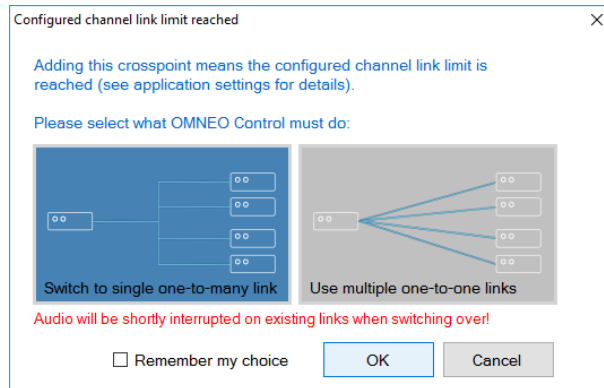 Configured channel link limit reached
Adding this crosspoint means the configured channel link limit is
reached (see application settings for details).
Please select what OMNEO Control must do:
Switch to single one-to-many link
Use multiple one-to-one links
Audio will be shortly interrupted on existing links when switching over!
Remember my choice
OK
Cancel